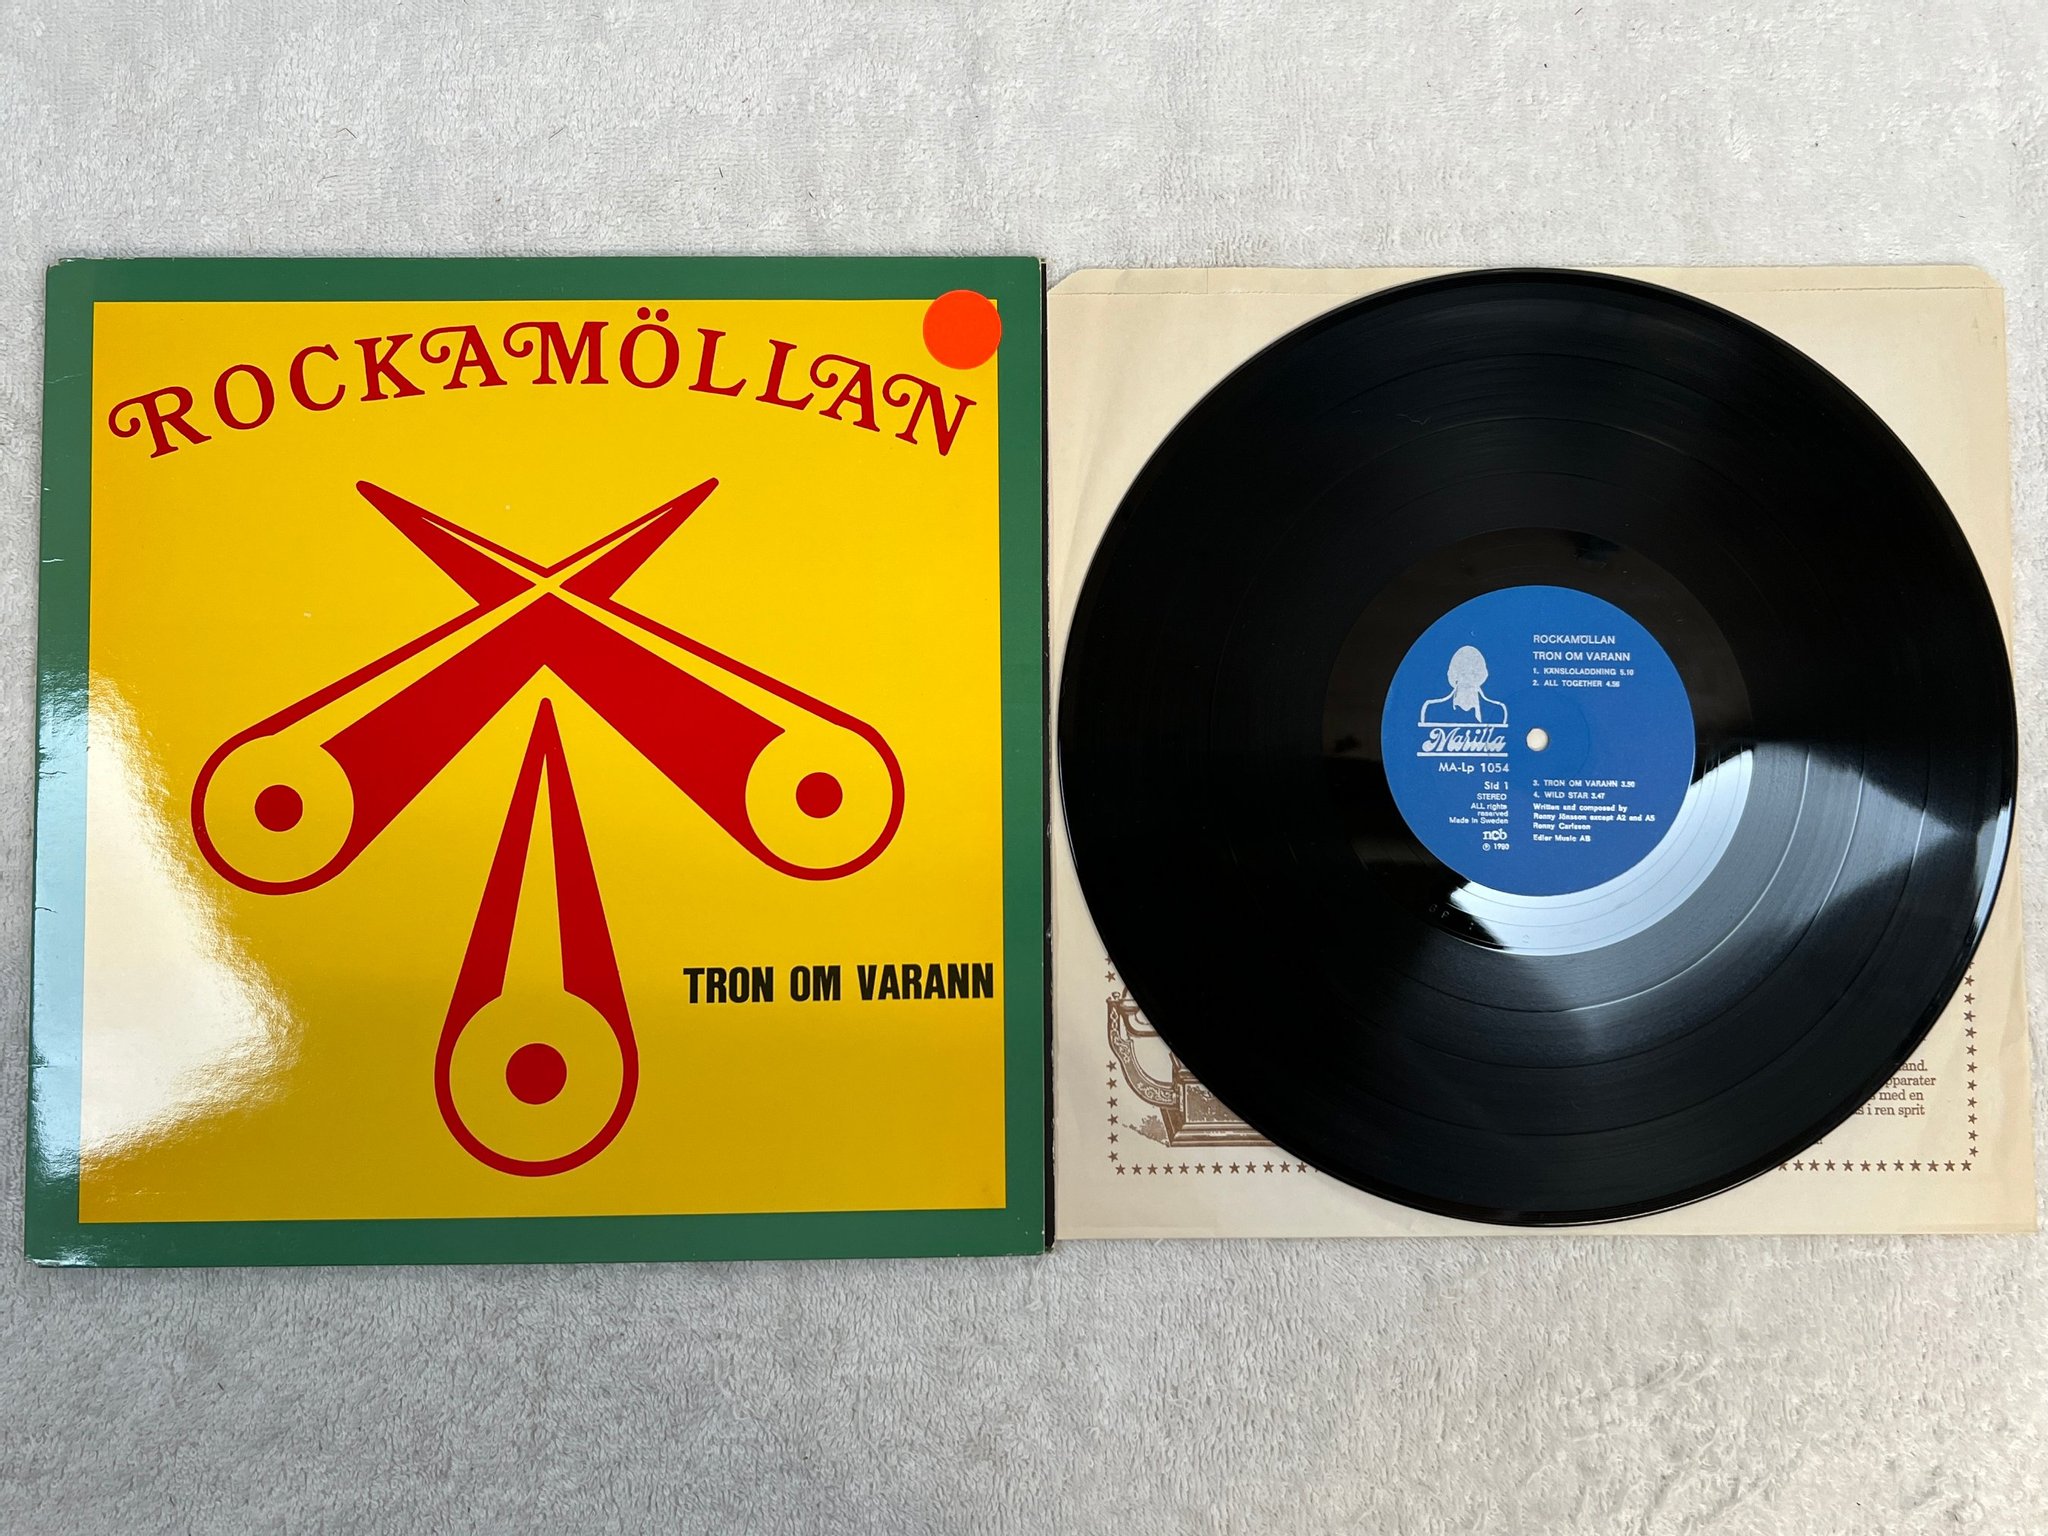 ROCKAMÖLLAN
TRON OM VARANN
ROCKAMÖLLAN
TRON OM VARANN
1. KÄNSLOLADDNING 5.10
2. ALL TOGETHER 4.56
Marilla
MA-Lp 1054
Sid 1
STEREO
ALL rights
reserved
Made in Sweden
ncb
℗ 1980
3. TRON OM VARANN 3.50
4. WILD STAR 3.47
Written and composed by
Ronny Jönsson except A2 and A5
Ronny Carlsson
Edlar Music AB
pparater
med en
i ren sprit